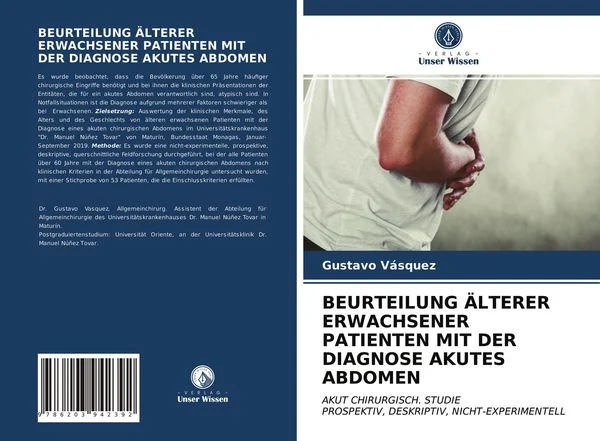 BEURTEILUNG ÄLTERER
ERWACHSENER PATIENTEN MIT
DER DIAGNOSE AKUTES ABDOMEN
Es wurde beobachtet, dass die Bevölkerung über 65 Jahre häufiger
chirurgische Eingriffe benötigt und bei ihnen die klinischen Präsentationen der
Entitäten, die für ein akutes Abdomen verantwortlich sind, atypisch sind. In
Notfallsituationen ist die Diagnose aufgrund mehrerer Faktoren schwieriger als
bei Erwachsenen. Zielsetzung: Auswertung der klinischen Merkmale, des
Alters und des Geschlechts von älteren erwachsenen Patienten mit der
Diagnose eines akuten chirurgischen Abdomens im Universitätskrankenhaus
"Dr. Manuel Núñez Tovar" von Maturín, Bundesstaat Monagas, Januar-
September 2019. Methode: Es wurde eine nicht-experimentelle, prospektive,
deskriptive, querschnittliche Feldforschung durchgeführt, bei der alle Patienten
über 60 Jahre mit der Diagnose eines akuten chirurgischen Abdomens nach
klinischen Kriterien in der Abteilung für Allgemeinchirurgie untersucht wurden,
mit einer Stichprobe von 53 Patienten, die die Einschlusskriterien erfüllten.
Dr. Gustavo Vasquez, Allgemeinchirurg. Assistent der Abteilung für
Allgemeinchirurgie des Universitätskrankenhauses Dr. Manuel Núñez Tovar in
Maturín.
Postgraduiertenstudium: Universität Oriente, an der Universitätsklinik Dr.
Manuel Núñez Tovar.
9 786203 942392
VERLAG
Unser Wissen
VERLAG
Unser Wissen
Gustavo Vásquez
BEURTEILUNG ÄLTERER
ERWACHSENER
PATIENTEN MIT DER
DIAGNOSE AKUTES
ABDOMEN
AKUT CHIRURGISCH. STUDIE
PROSPEKTIV, DESKRIPTIV, NICHT-EXPERIMENTELL